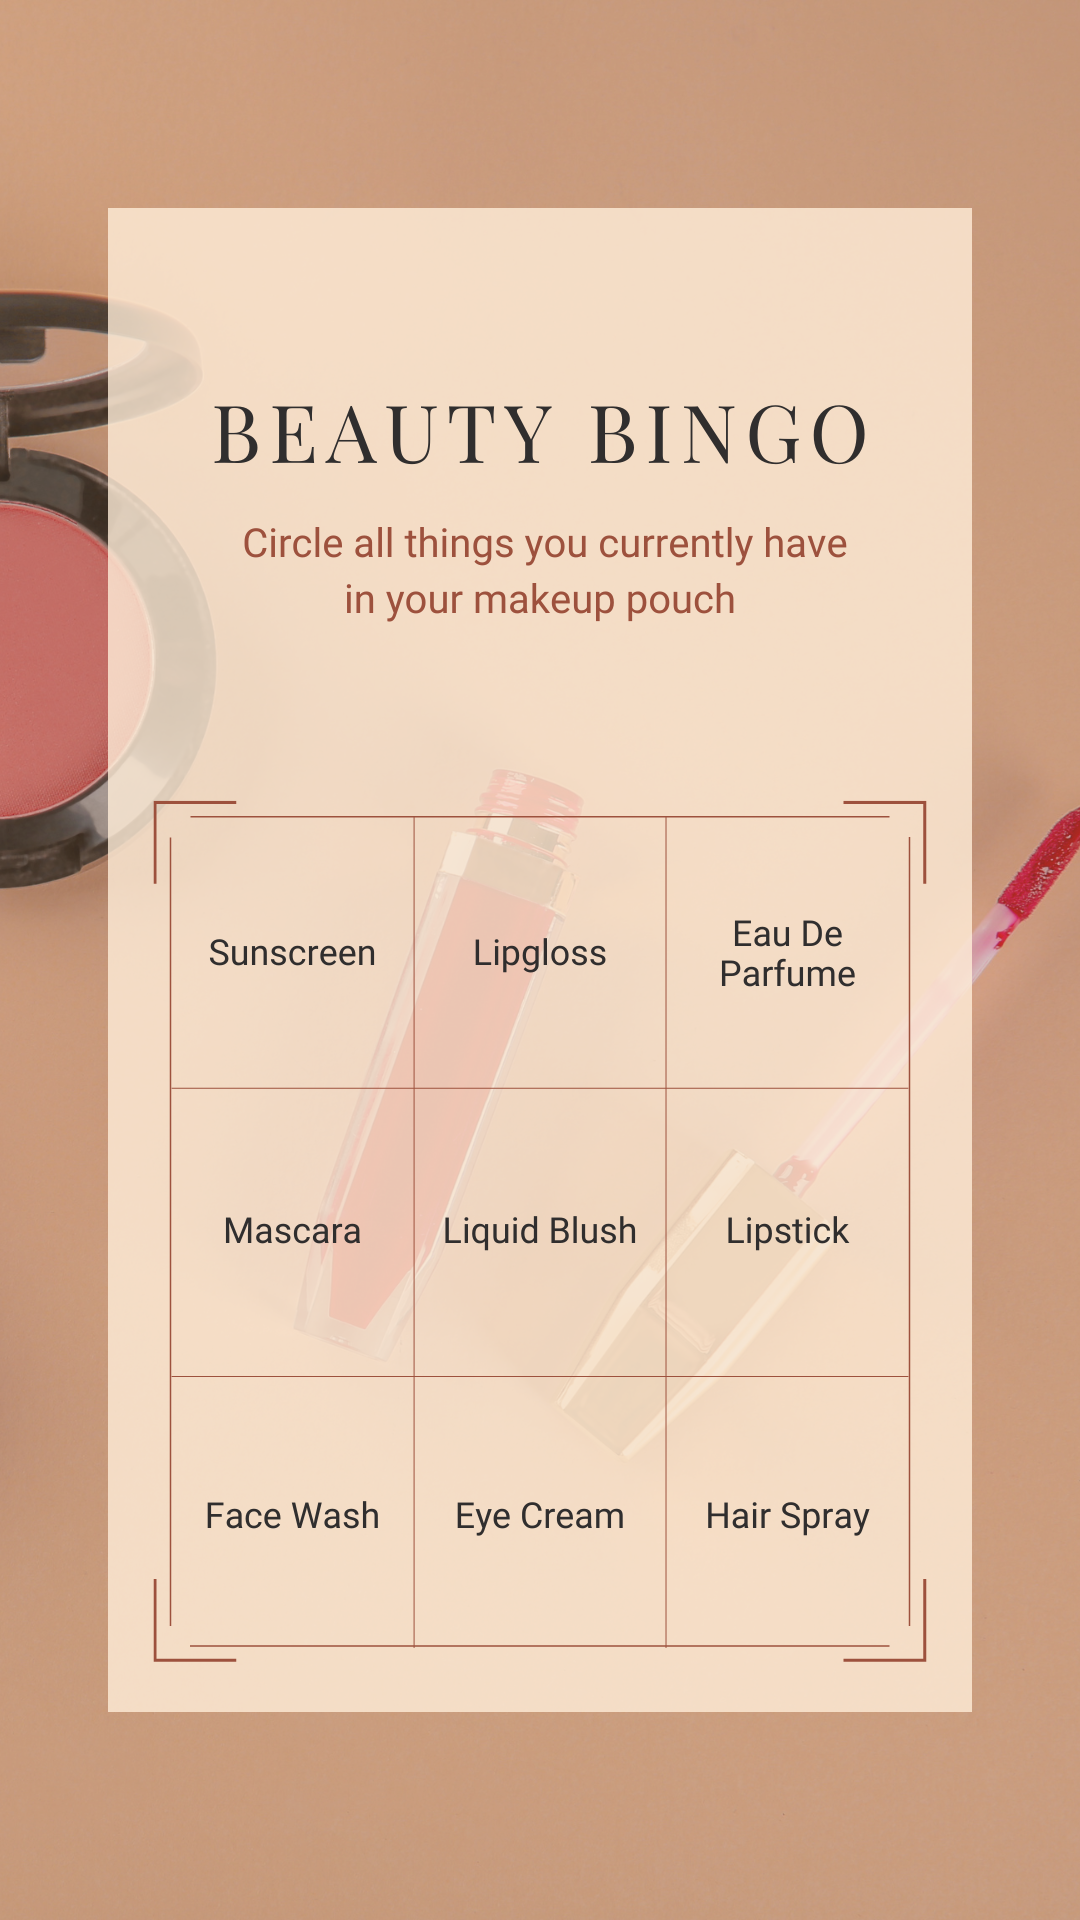 BEAUTY BINGO
Circle all things you currently have
in your makeup pouch
Sunscreen
Lipgloss
Eau De
Parfume
Mascara
Liquid Blush
Lipstick
Face Wash
Eye Cream
Hair Spray